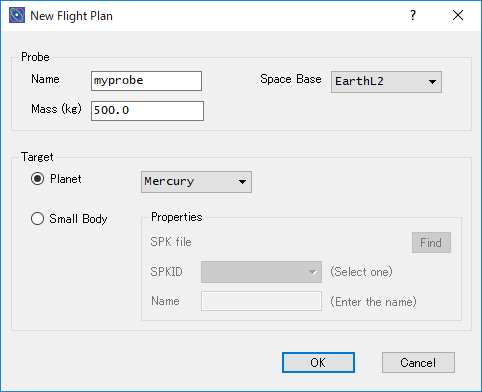 New Flight Plan
Probe
Name myprobe Space Base EarthL2
Mass (kg) 500.0
Target
Planet Mercury
Small Body Properties
SPK file Find
SPKID (Select one)
Name (Enter the name)
OK Cancel